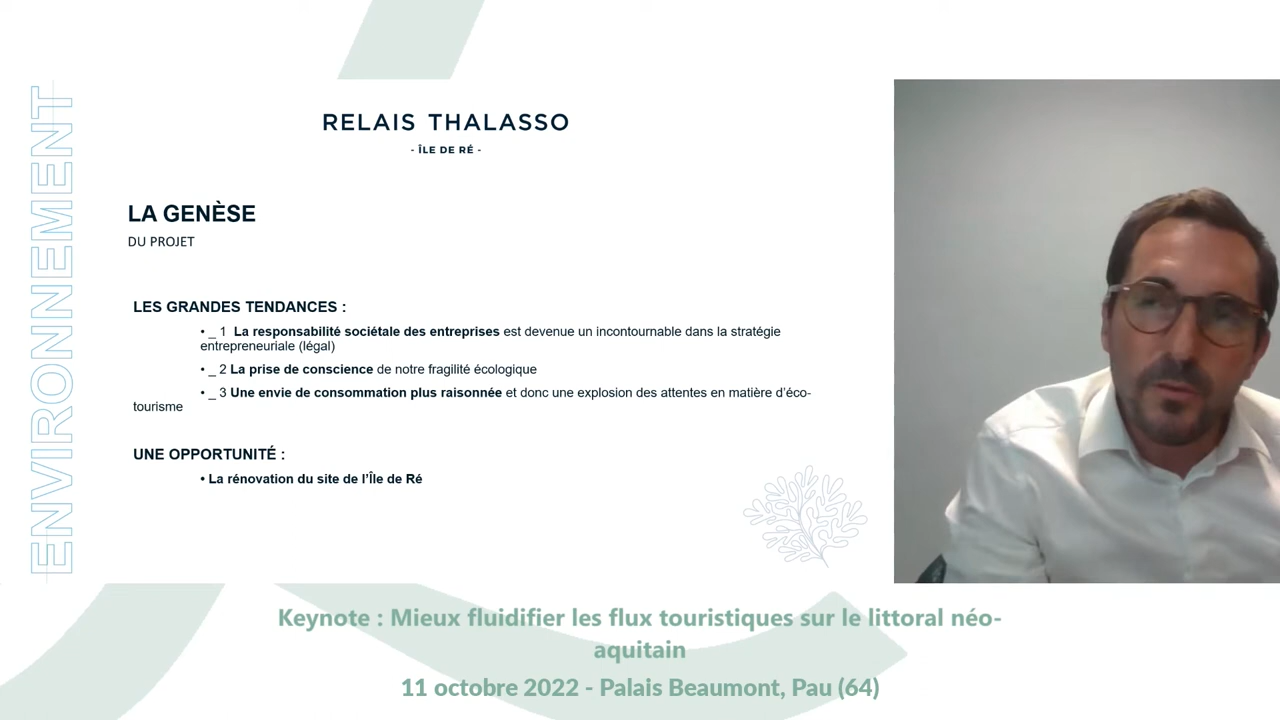 ENVIRONNEMENT
RELAIS THALASSO
- ÎLE DE RÉ -
LA GENÈSE
DU PROJET
LES GRANDES TENDANCES :
• _ 1 La responsabilité sociétale des entreprises est devenue un incontournable dans la stratégie
entrepreneuriale (légal)
• _ 2 La prise de conscience de notre fragilité écologique
• _ 3 Une envie de consommation plus raisonnée et donc une explosion des attentes en matière d'éco-
tourisme
UNE OPPORTUNITÉ :
• La rénovation du site de l'Île de Ré
Keynote : Mieux fluidifier les flux touristiques sur le littoral néo-
aquitain
11 octobre 2022 - Palais Beaumont, Pau (64)